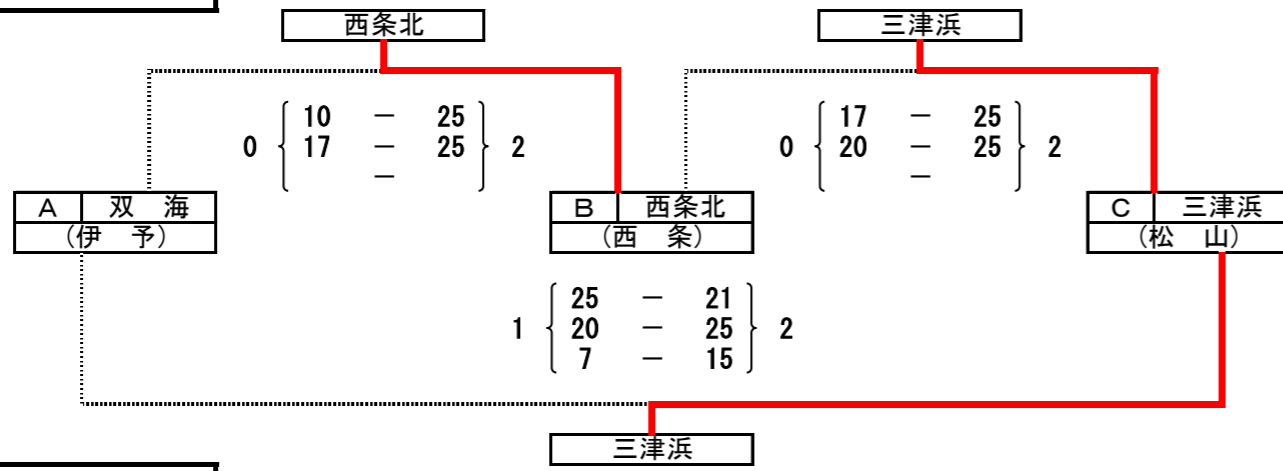 西条北 三津浜
10 － 25 17 － 25
0 17 － 25 2 0 20 － 25 2
－ －
A 双 海 B 西条北 C 三津浜
（伊 予） （西 条） （松 山）
25 － 21
1 20 － 25 2
7 － 15
三津浜